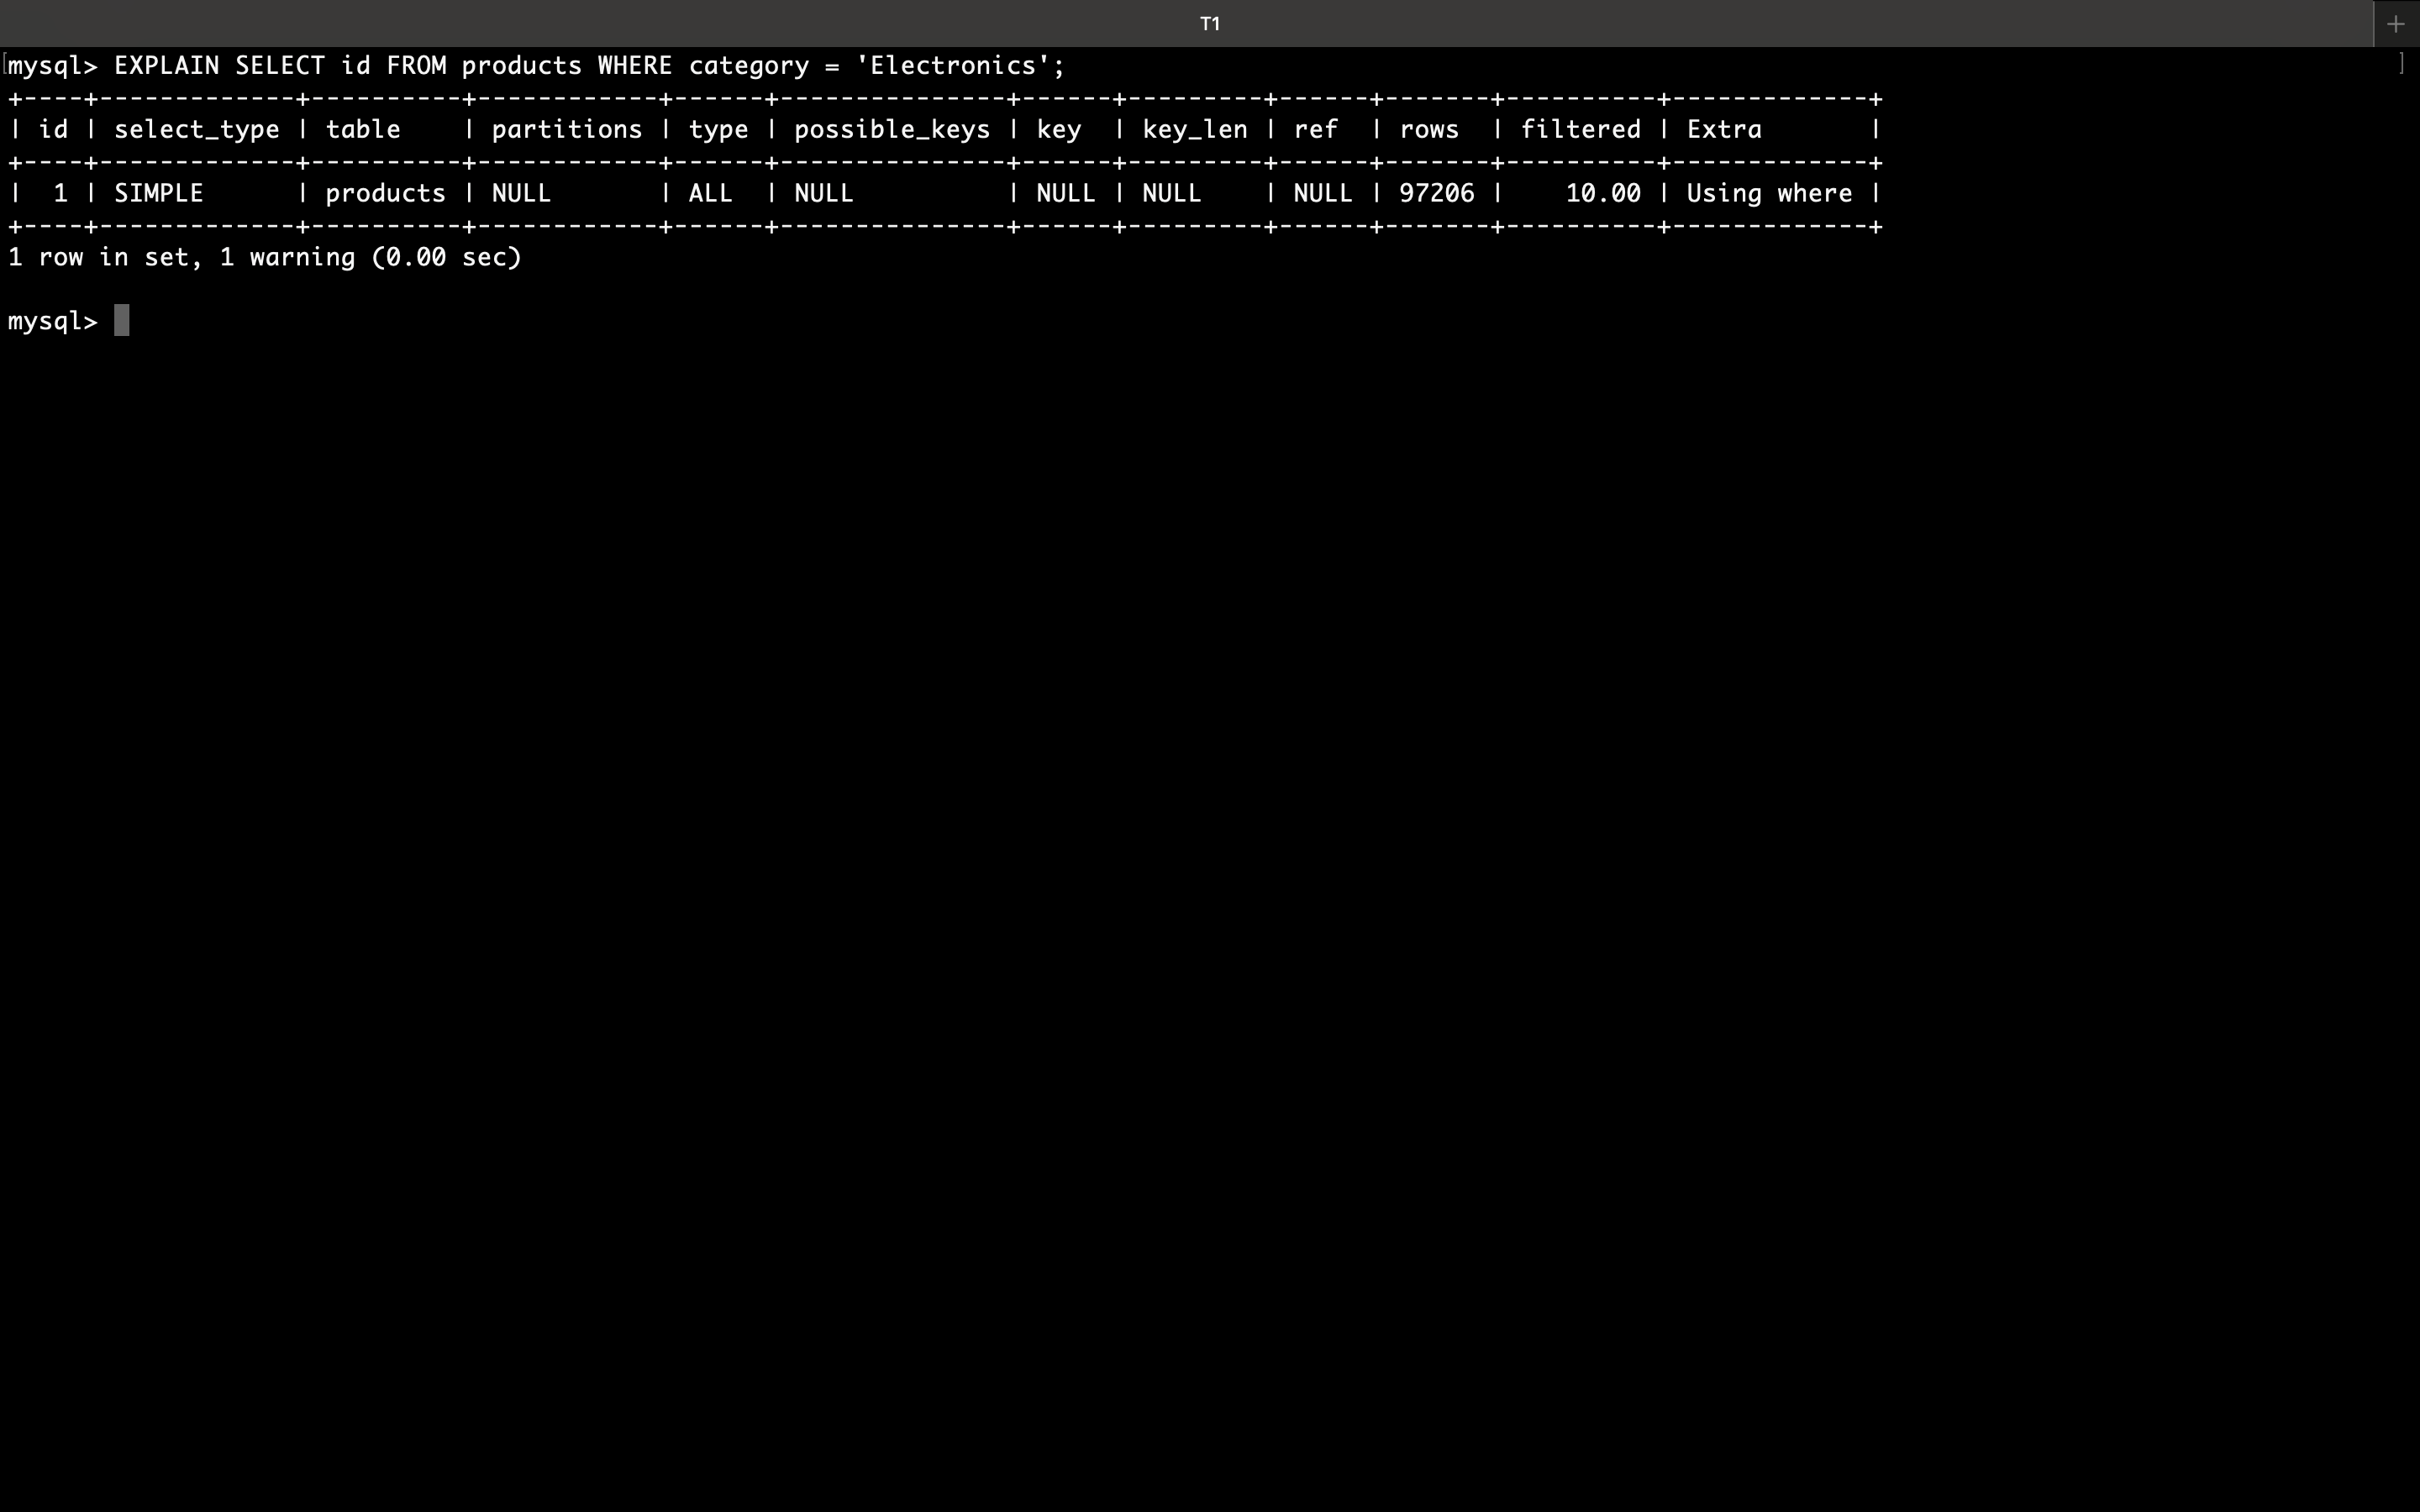 T1
mysql> EXPLAIN SELECT id FROM products WHERE category = 'Electronics';
+----+-------------+----------+------------+------+---------------+------+---------+------+-------+----------+-------------+
| id | select_type | table    | partitions | type | possible_keys | key  | key_len | ref  | rows  | filtered | Extra       |
+----+-------------+----------+------------+------+---------------+------+---------+------+-------+----------+-------------+
|  1 | SIMPLE      | products | NULL       | ALL  | NULL          | NULL | NULL    | NULL | 97206 |    10.00 | Using where |
+----+-------------+----------+------------+------+---------------+------+---------+------+-------+----------+-------------+
1 row in set, 1 warning (0.00 sec)
mysql>